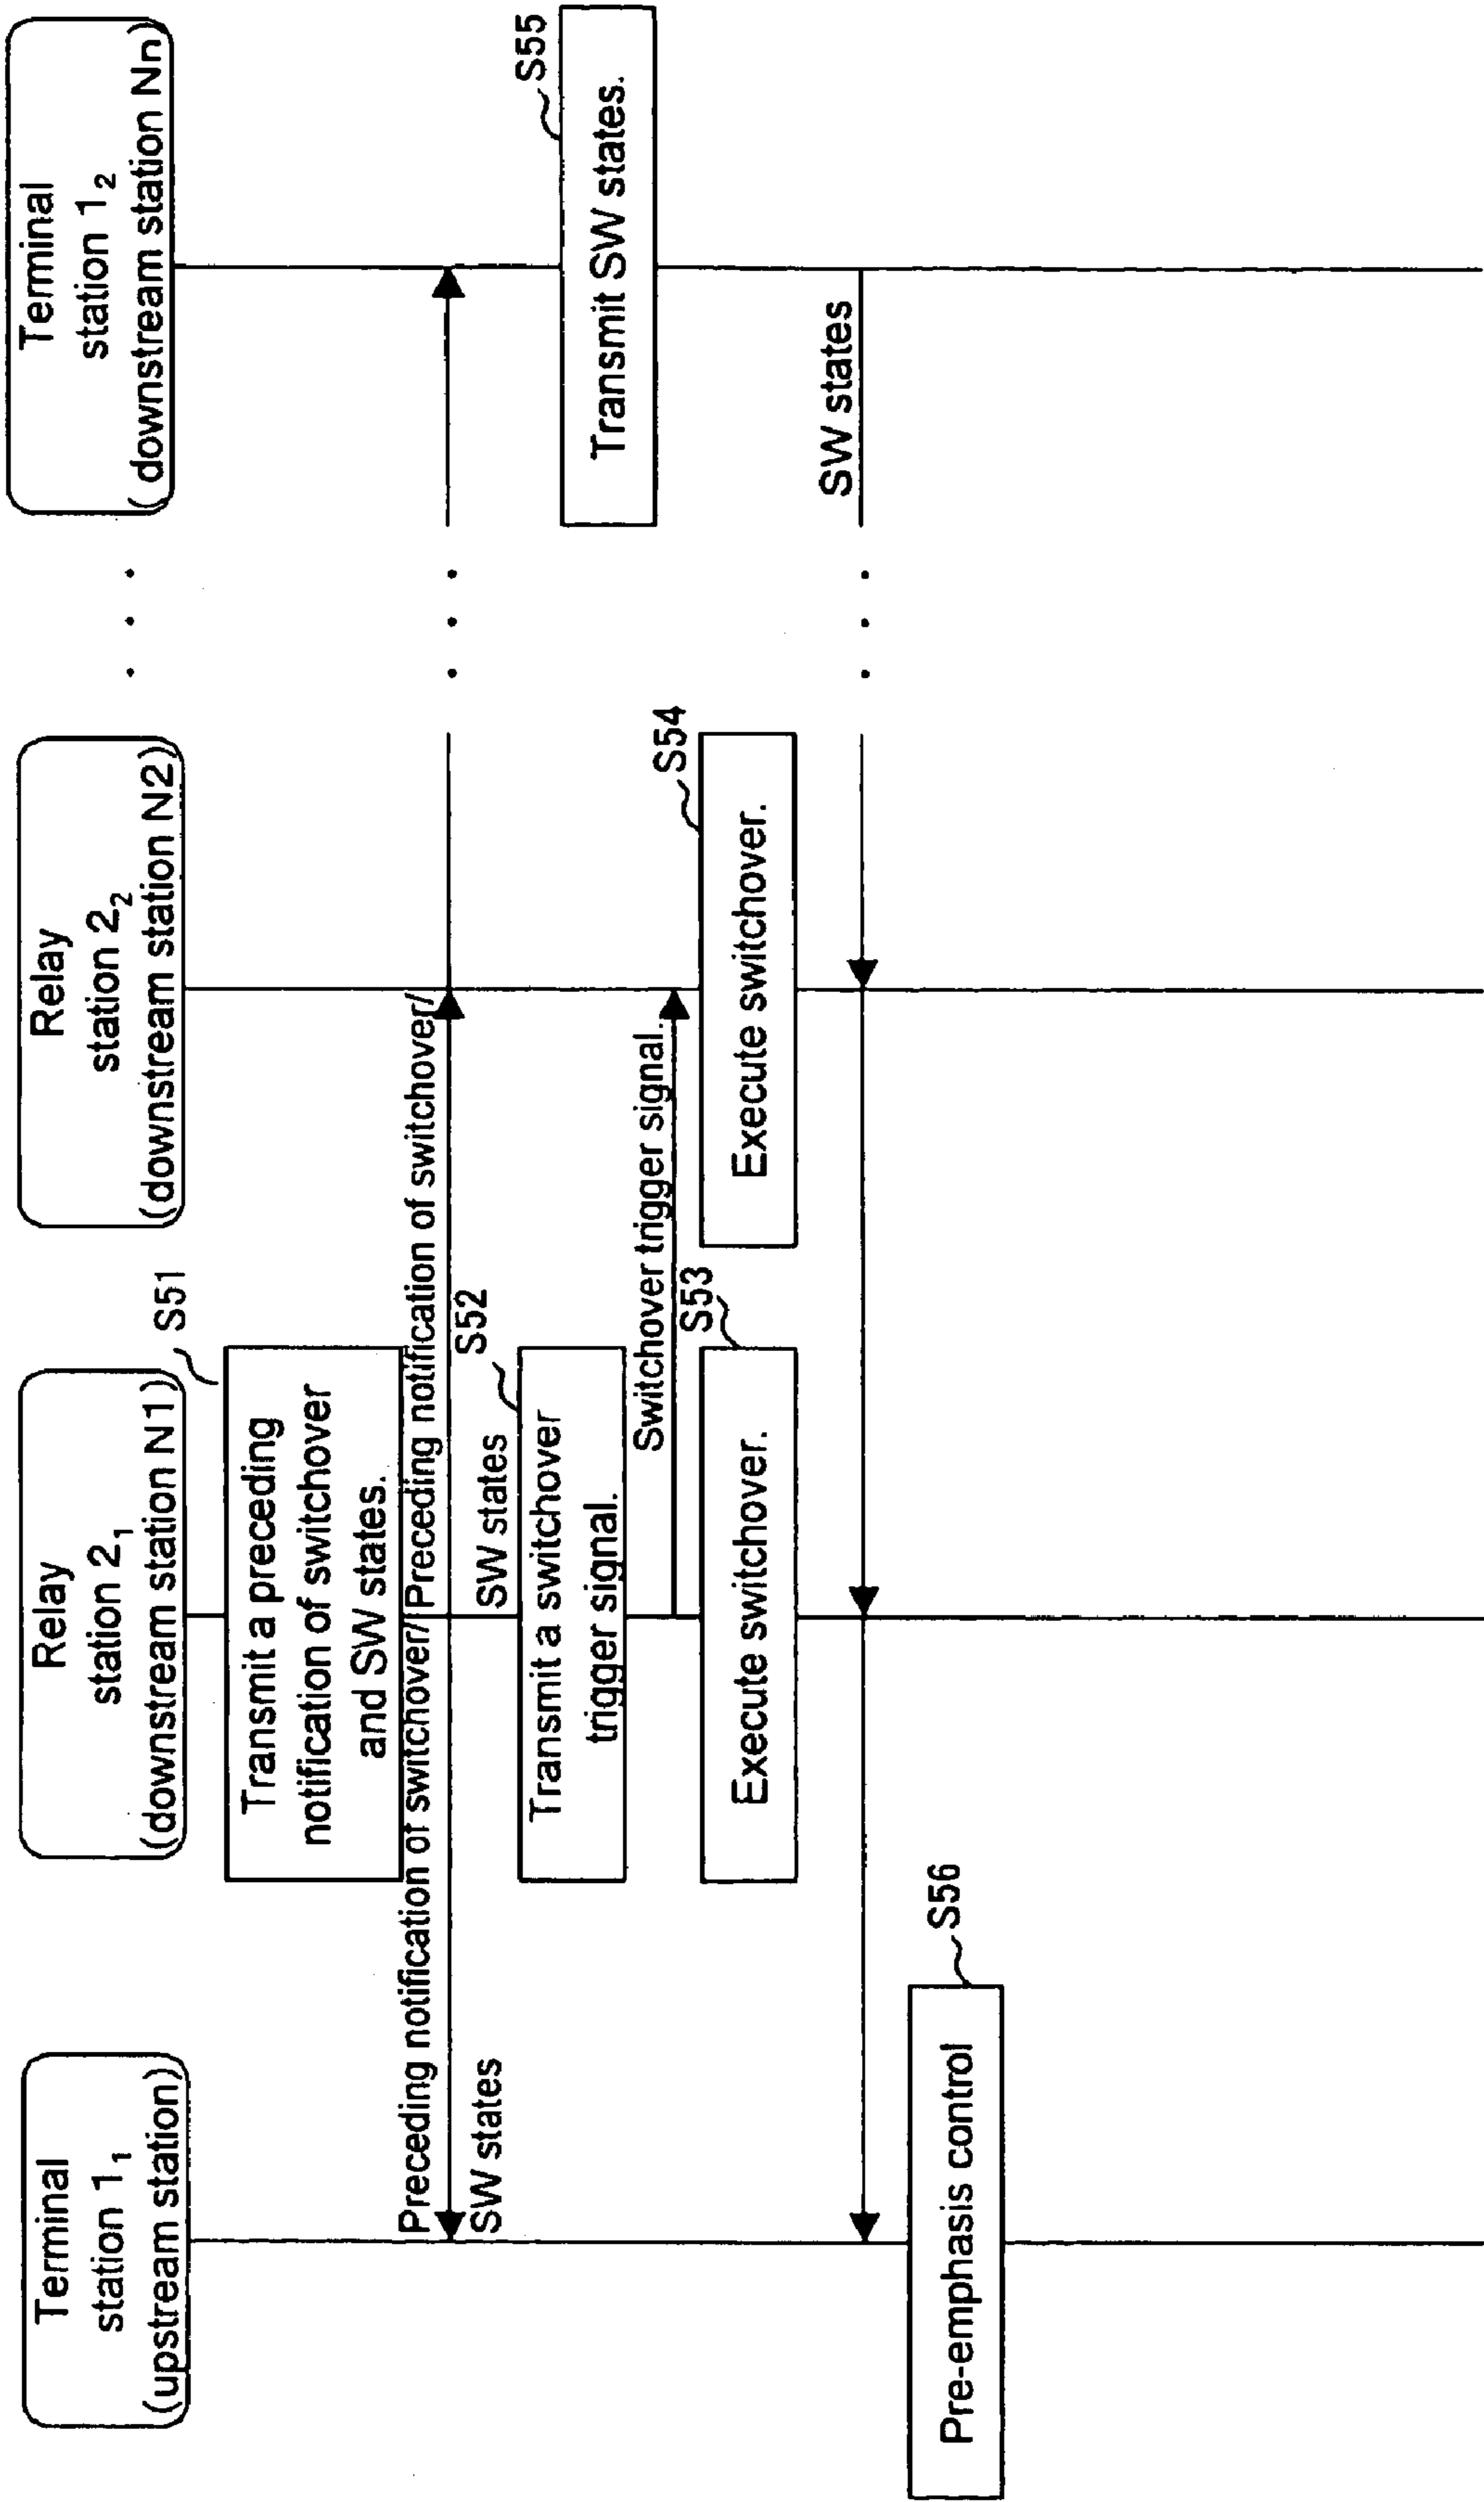 Terminal
station 1₁
(upstream station)
Relay
station 2₁
(downstream station N1)
Relay
station 2₂
(downstream station N2)
. . .
Terminal
station 1₂
(downstream station Nn)
S51
Transmit a preceding
notification of switchover
and SW states.
Preceding notification of switchover/
SW states
Preceding notification of switchover/
SW states
. . .
S52
Transmit a switchover
trigger signal.
S55
Transmit SW states.
Switchover trigger signal.
S53
Execute switchover.
S54
Execute switchover.
SW states
. . .
S56
Pre-emphasis control